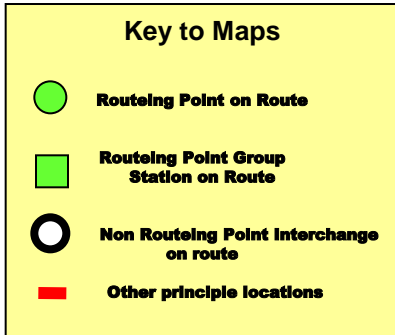 Key to Maps
Routeing Point on Route
Routeing Point Group
Station on Route
Non Routeing Point Interchange
on route
Other principle locations